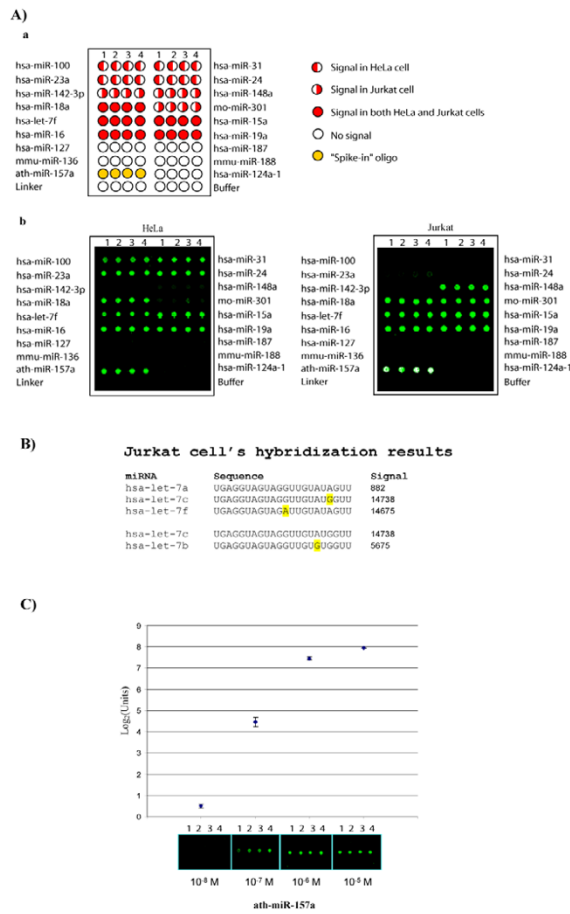 A)
a
1 2 3 4 1 2 3 4
hsa-miR-100 hsa-miR-31
hsa-miR-23a hsa-miR-24
hsa-miR-142-3p hsa-miR-148a
hsa-miR-18a mo-miR-301
hsa-let-7f hsa-miR-15a
hsa-miR-16 hsa-miR-19a
hsa-miR-127 hsa-miR-187
mmu-miR-136 mmu-miR-188
ath-miR-157a hsa-miR-124a-1
Linker Buffer
Signal in HeLa cell
Signal in Jurkat cell
Signal in both HeLa and Jurkat cells
No signal
"Spike-in" oligo
b
HeLa
1 2 3 4 1 2 3 4
hsa-miR-100 hsa-miR-31
hsa-miR-23a hsa-miR-24
hsa-miR-142-3p hsa-miR-148a
hsa-miR-18a mo-miR-301
hsa-let-7f hsa-miR-15a
hsa-miR-16 hsa-miR-19a
hsa-miR-127 hsa-miR-187
mmu-miR-136 mmu-miR-188
ath-miR-157a hsa-miR-124a-1
Linker Buffer
Jurkat
1 2 3 4 1 2 3 4
hsa-miR-100 hsa-miR-31
hsa-miR-23a hsa-miR-24
hsa-miR-142-3p hsa-miR-148a
hsa-miR-18a mo-miR-301
hsa-let-7f hsa-miR-15a
hsa-miR-16 hsa-miR-19a
hsa-miR-127 hsa-miR-187
mmu-miR-136 mmu-miR-188
ath-miR-157a hsa-miR-124a-1
Linker Buffer
B)
Jurkat cell's hybridization results
miRNA Sequence Signal
hsa-let-7a UGAGGUAGUAGGUUGUAUAGUU 882
hsa-let-7c UGAGGUAGUAGGUUGUAUGGUU 14738
hsa-let-7f UGAGGUAGUAGAUUGUAUAGUU 14675
hsa-let-7c UGAGGUAGUAGGUUGUAUGGUU 14738
hsa-let-7b UGAGGUAGUAGGUUGUGUGGUU 5675
C)
Log2(Units)
9
8
7
6
5
4
3
2
1
0
1 2 3 4 1 2 3 4 1 2 3 4 1 2 3 4
10-8 M 10-7 M 10-6 M 10-5 M
ath-miR-157a